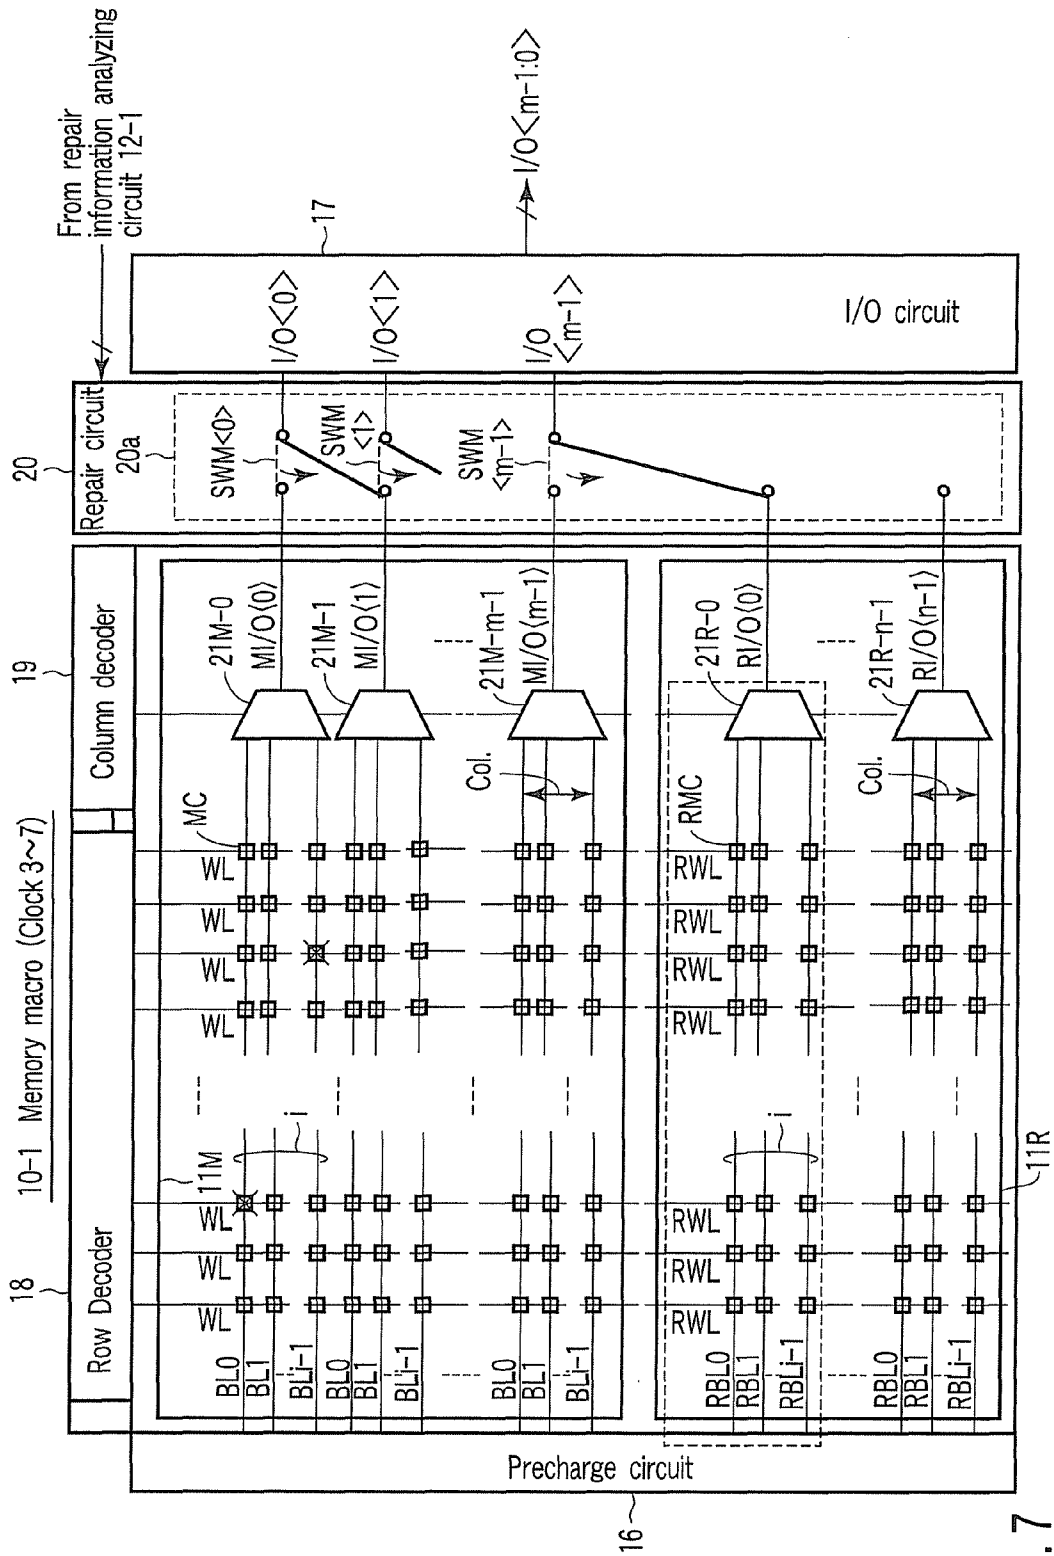 10-1 Memory macro (Clock 3~7)
18
Row Decoder
19
Column decoder
20
Repair circuit
20a
From repair
information analyzing
circuit 12-1
17
11M
WL
WL
WL
WL
WL
WL
WL
MC
i
BL0
BL1
BLi-1
BL0
BL1
BLi-1
BL0
BL1
BLi-1
21M-0
MI/O⟨0⟩
21M-1
MI/O⟨1⟩
21M-m-1
MI/O⟨m-1⟩
Col.
SWM<0>
SWM
<1>
SWM
<m-1>
I/O<0>
I/O<1>
I/O
<m-1>
I/O<m-1:0>
I/O circuit
RWL
RWL
RWL
RWL
RWL
RWL
RWL
RMC
i
RBL0
RBL1
RBLi-1
RBL0
RBL1
RBLi-1
21R-0
RI/O⟨0⟩
21R-n-1
RI/O⟨n-1⟩
Col.
11R
Precharge circuit
16
. 7